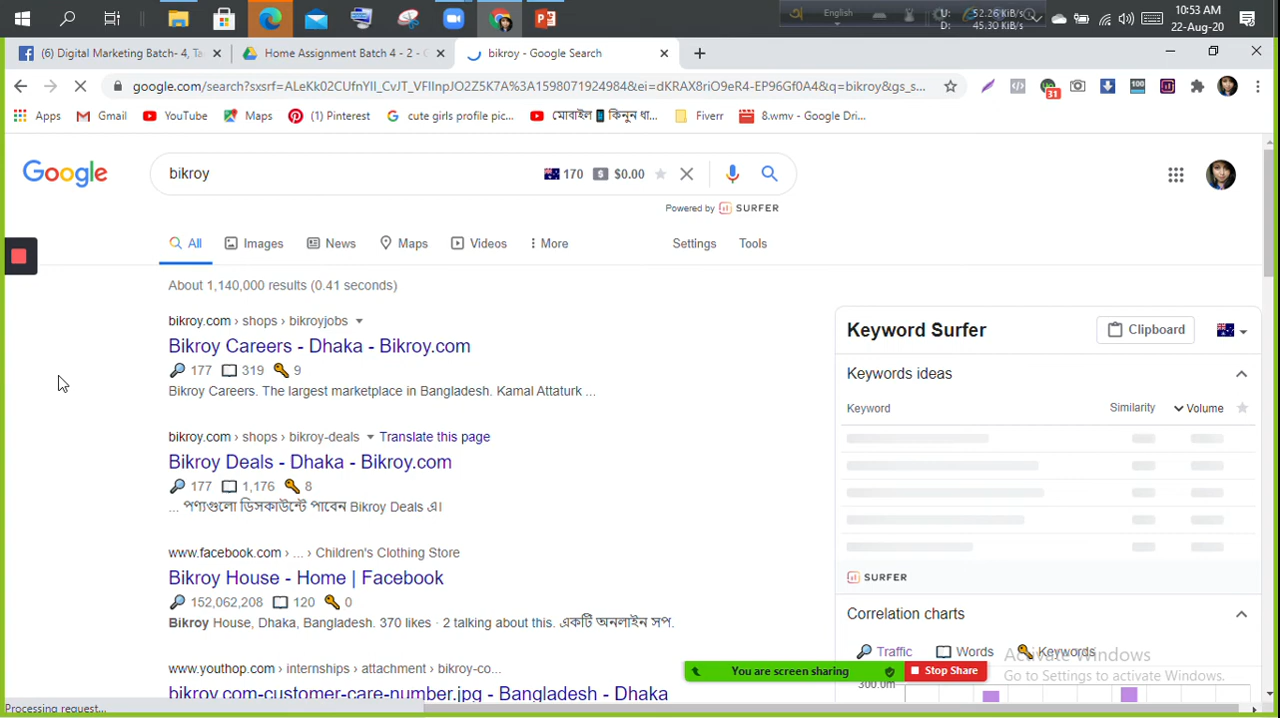 English
U: 52.26 KiB/s
D: 45.30 KiB/s
10:53 AM
22-Aug-20
(6) Digital Marketing Batch- 4, Ta
Home Assignment Batch 4 - 2 - G
bikroy - Google Search
google.com/search?sxsrf=ALeKk02CUfnYIl_CvJT_VFIInpJO2Z5K7A%3A1598071924984&ei=dKRAX8riO9eR4-EP96Gf0A4&q=bikroy&gs_s...
31
100
Apps
Gmail
YouTube
Maps
(1) Pinterest
cute girls profile pic...
মোবাইল কিনুন ধা...
Fiverr
8.wmv - Google Dri...
Google
bikroy
170
$0.00
Powered by SURFER
All
Images
News
Maps
Videos
More
Settings
Tools
About 1,140,000 results (0.41 seconds)
bikroy.com › shops › bikroyjobs
Bikroy Careers - Dhaka - Bikroy.com
177 319 9
Bikroy Careers. The largest marketplace in Bangladesh. Kamal Attaturk ...
bikroy.com › shops › bikroy-deals Translate this page
Bikroy Deals - Dhaka - Bikroy.com
177 1,176 8
... পণ্যগুলো ডিসকাউন্টে পাবেন Bikroy Deals এ।
www.facebook.com › ... › Children's Clothing Store
Bikroy House - Home | Facebook
152,062,208 120 0
Bikroy House, Dhaka, Bangladesh. 370 likes · 2 talking about this. একটি অনলাইন সপ.
www.youthop.com › internships › attachment › bikroy-co...
bikroy.com-customer-care-number.jpg - Bangladesh - Dhaka
Keyword Surfer
Clipboard
Keywords ideas
Keyword
Similarity
Volume
SURFER
Correlation charts
Traffic
Words
Keywords
300.0m
You are screen sharing
Stop Share
Activate Windows
Go to Settings to activate Windows.
Processing request...